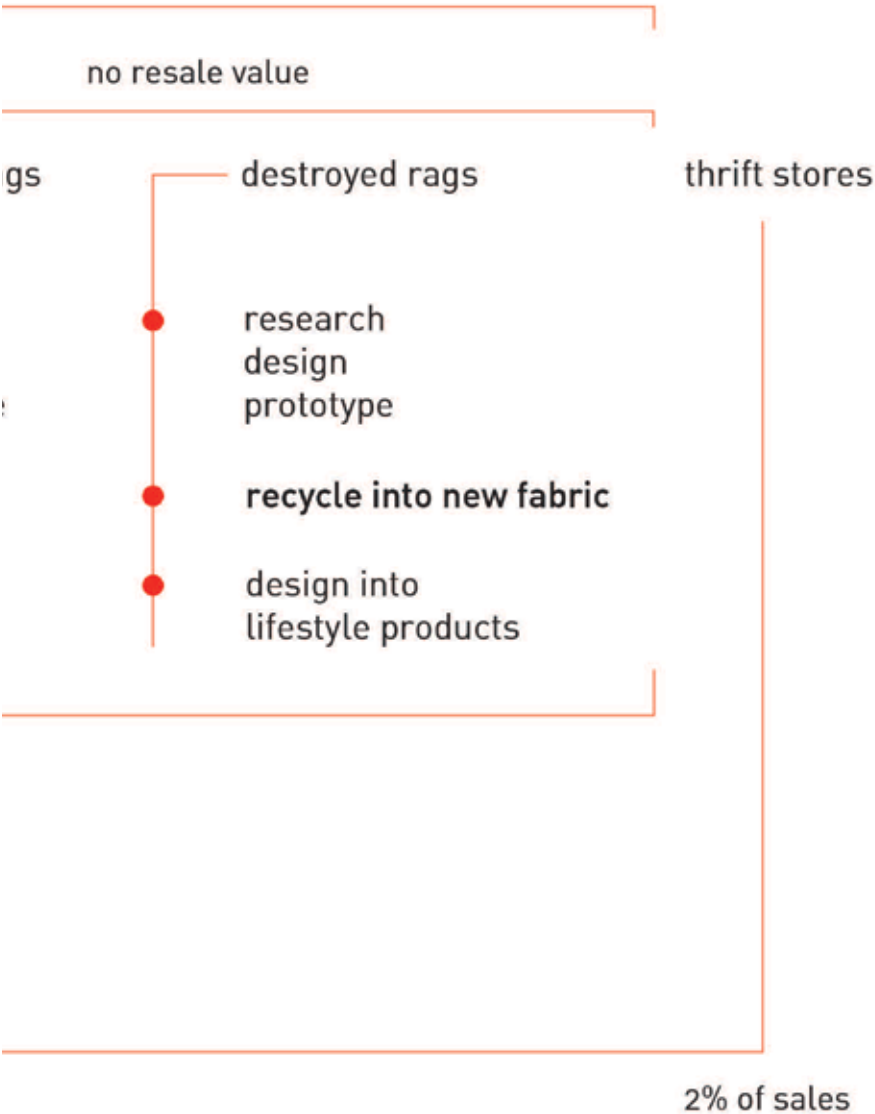 no resale value
gs
destroyed rags
thrift stores
research
design
prototype
recycle into new fabric
design into
lifestyle products
2% of sales